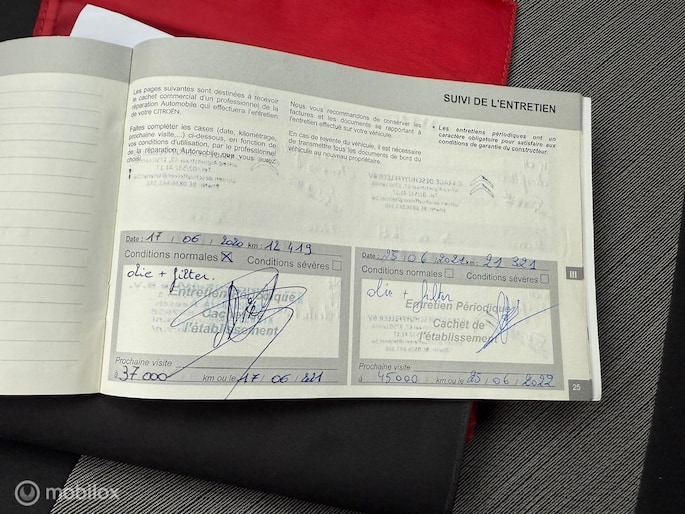 SUIVI DE L'ENTRETIEN
Les pages suivantes sont destinées à recevoir
le cachet commercial d'un professionnel de la
réparation Automobile qui effectuera l'entretien
de votre CITROËN.
Faites compléter les cases (date, kilométrage,
prochaine visite,...) ci-dessous, en fonction de
vos conditions d'utilisation, par le professionnel
de la réparation Automobile que vous avez
choisi.
Nous vous recommandons de conserver les
factures et les documents se rapportant à
l'entretien effectué sur votre véhicule.
En cas de revente du véhicule, il est nécessaire
de transmettre tous les documents de bord du
véhicule au nouveau propriétaire.
• Les entretiens périodiques ont un
caractère obligatoire pour satisfaire aux
conditions de garantie du constructeur.
Date : 17 / 06 / 2020 km : 12 419
Conditions normales Conditions sévères
olie + filter.
Entretien Périodique
Cachet de
l'établissement
Prochaine visite
à 37 000 km ou le 17 / 06 / 221
Date : 25 / 06 / 2021 km : 21 321
Conditions normales Conditions sévères
olie + filter
Entretien Périodique
Cachet de
l'établissement
Prochaine visite
à 45 000 km ou le 25 / 06 / 2022
III
25
mobilox